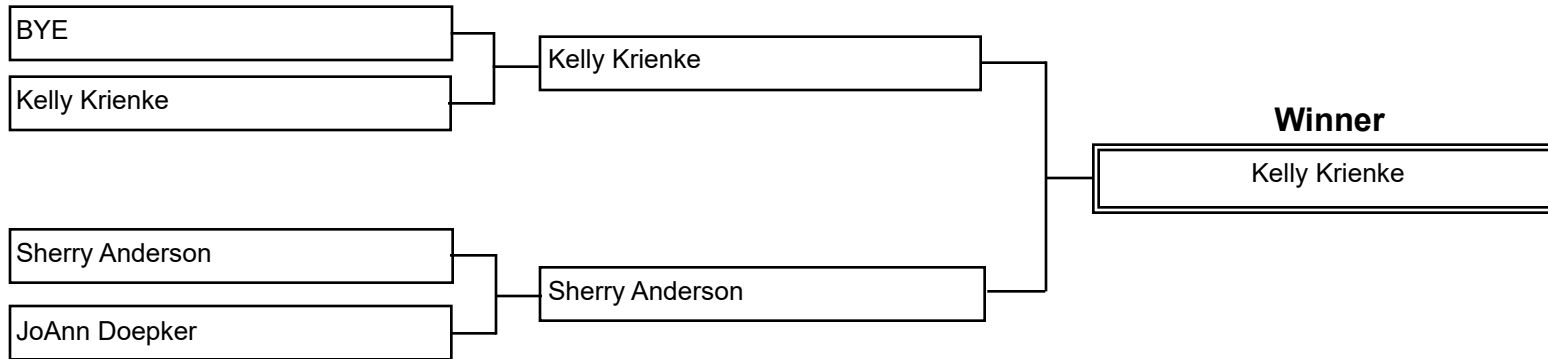 BYE
Kelly Krienke
Kelly Krienke
Winner
Kelly Krienke
Sherry Anderson
Sherry Anderson
JoAnn Doepker